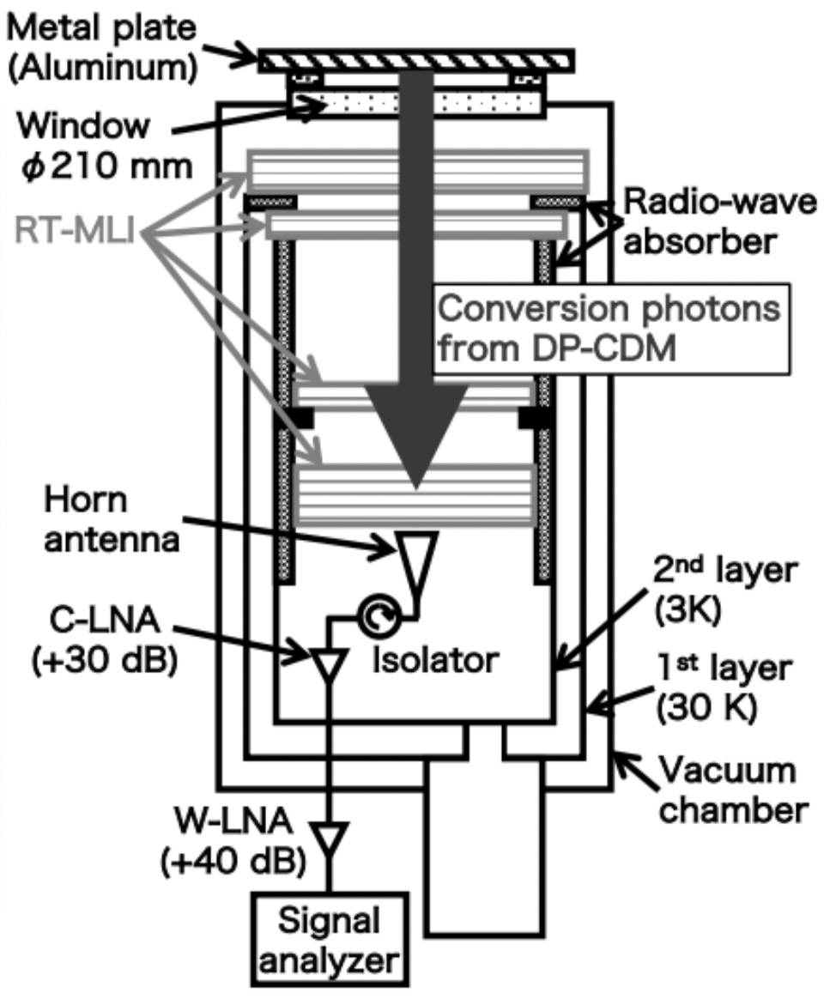 Metal plate
(Aluminum)
Window
ϕ210 mm
RT-MLI
Radio-wave
absorber
Conversion photons
from DP-CDM
Horn
antenna
2nd layer
(3K)
C-LNA
(+30 dB)
Isolator
1st layer
(30 K)
Vacuum
chamber
W-LNA
(+40 dB)
Signal
analyzer